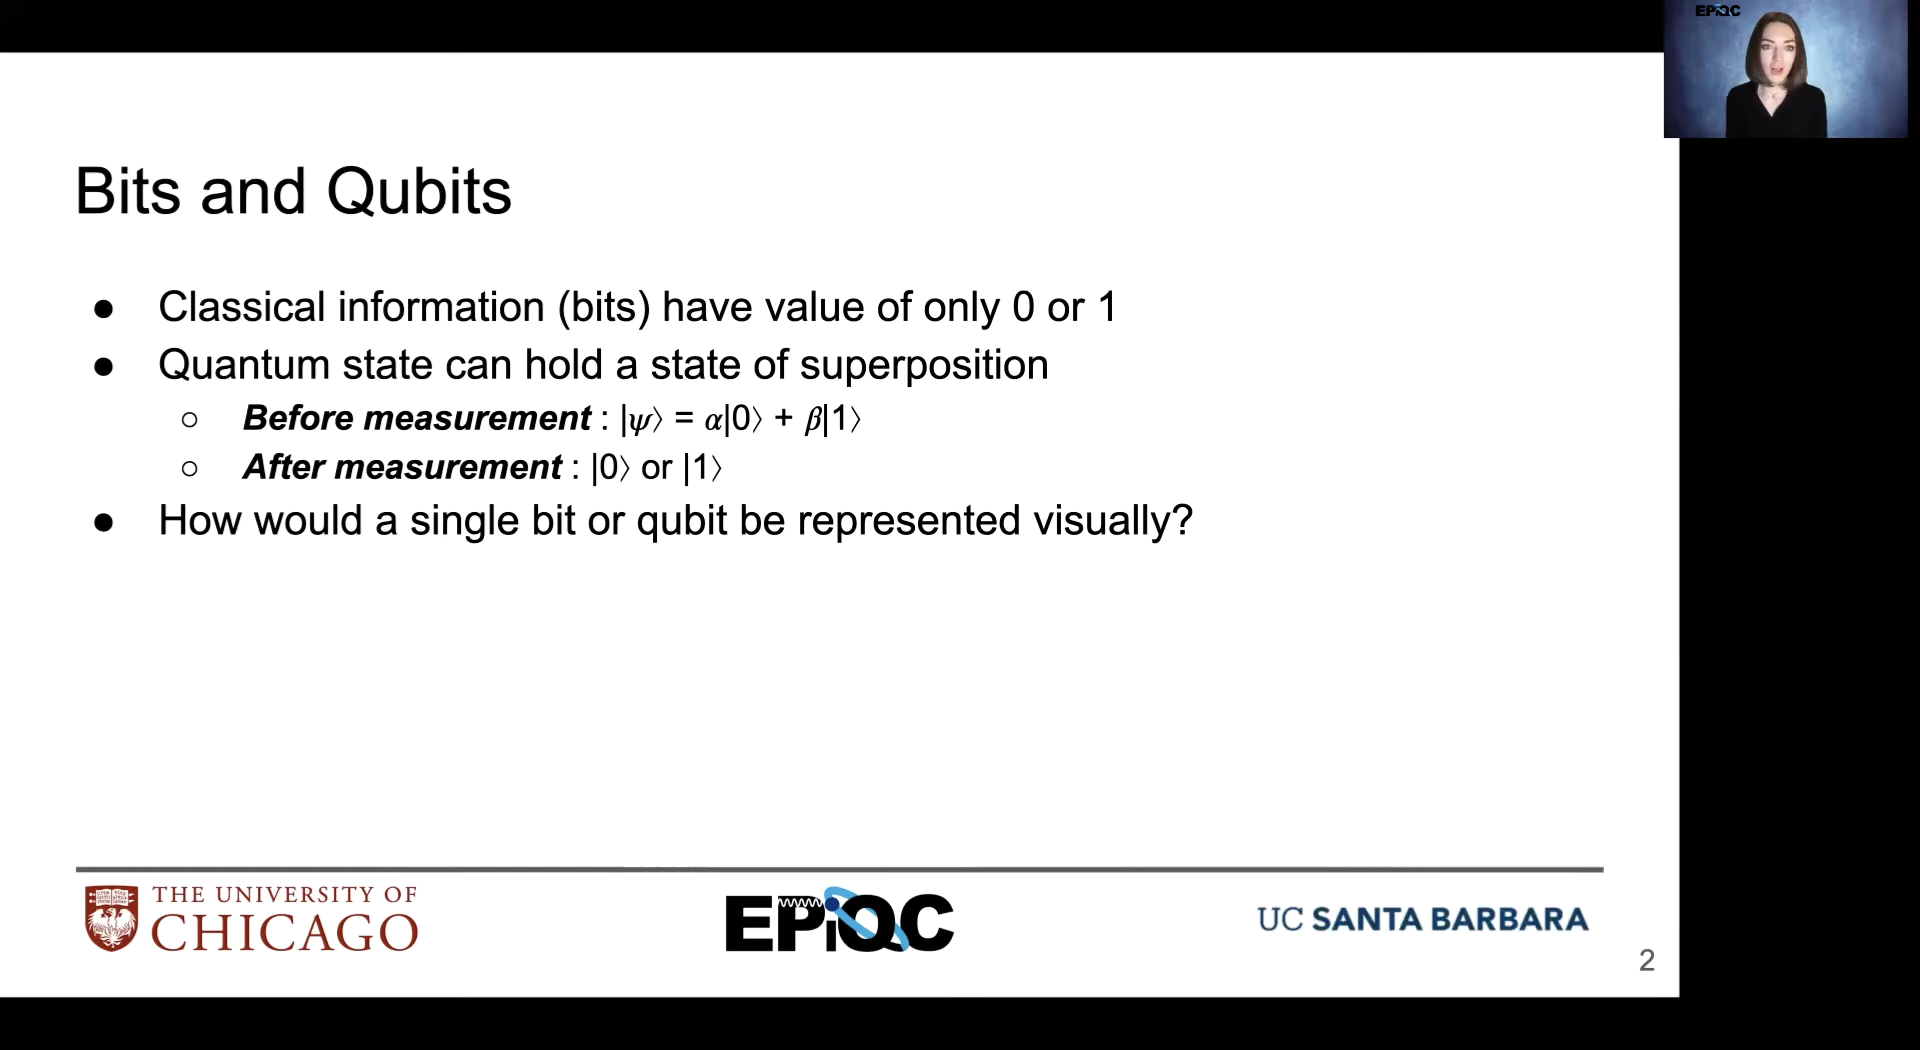 EPiQC
Bits and Qubits
● Classical information (bits) have value of only 0 or 1
● Quantum state can hold a state of superposition
○ Before measurement : |ψ⟩ = α|0⟩ + β|1⟩
○ After measurement : |0⟩ or |1⟩
● How would a single bit or qubit be represented visually?
THE UNIVERSITY OF
CHICAGO
EPiQC
UC SANTA BARBARA
2